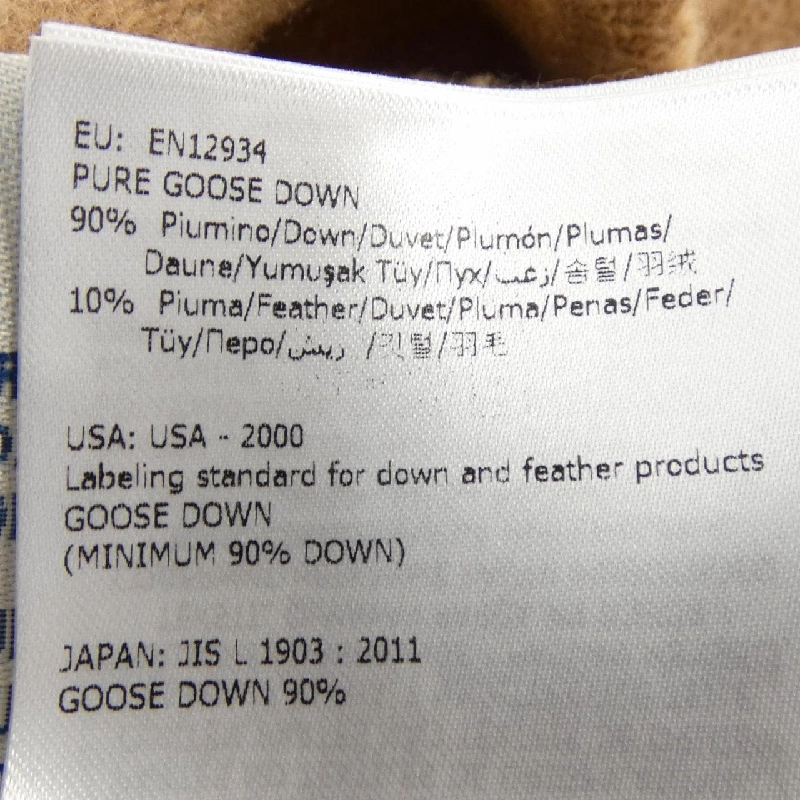 EU: EN12934
PURE GOOSE DOWN
90% Piumino/Down/Duvet/Plumón/Plumas/
Daune/Yumuşak Tüy/Пух/زغب/솜털/羽绒
10% Piuma/Feather/Duvet/Pluma/Penas/Feder/
Tüy/Перо/ريش /깃털/羽毛
USA: USA - 2000
Labeling standard for down and feather products
GOOSE DOWN
(MINIMUM 90% DOWN)
JAPAN: JIS L 1903 : 2011
GOOSE DOWN 90%